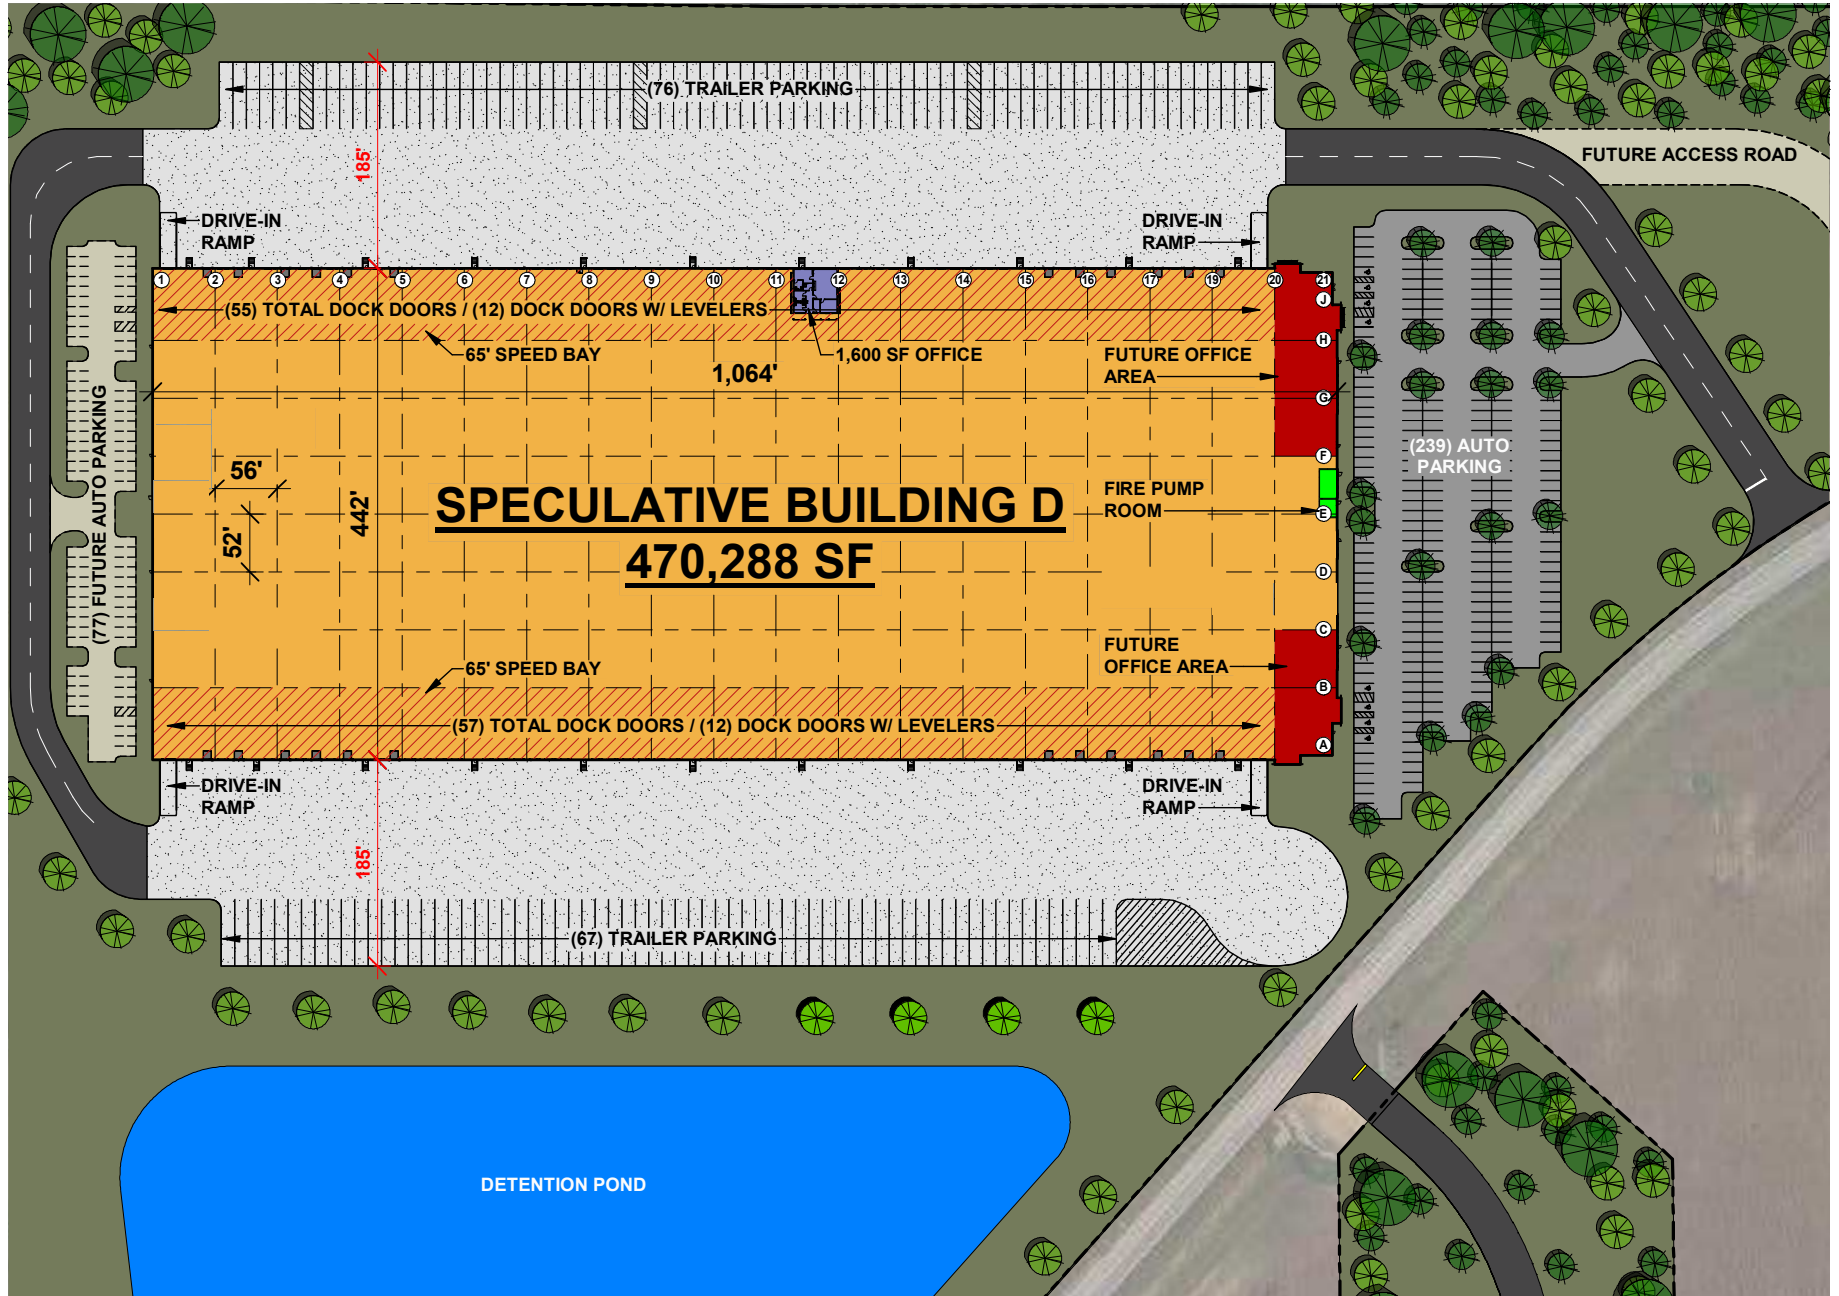 (76) TRAILER PARKING
185'
FUTURE ACCESS ROAD
DRIVE-IN
RAMP
DRIVE-IN
RAMP
1 2 3 4 5 6 7 8 9 10 11 12 13 14 15 16 17 18 19 20 21
J
(55) TOTAL DOCK DOORS / (12) DOCK DOORS W/ LEVELERS
65' SPEED BAY
1,600 SF OFFICE
H
FUTURE OFFICE
AREA
1,064'
G
(77) FUTURE AUTO PARKING
(239) AUTO
PARKING
F
56'
52'
442'
SPECULATIVE BUILDING D
470,288 SF
FIRE PUMP
ROOM
E
D
C
FUTURE
OFFICE AREA
65' SPEED BAY
B
(57) TOTAL DOCK DOORS / (12) DOCK DOORS W/ LEVELERS
A
DRIVE-IN
RAMP
DRIVE-IN
RAMP
185'
(67) TRAILER PARKING
DETENTION POND